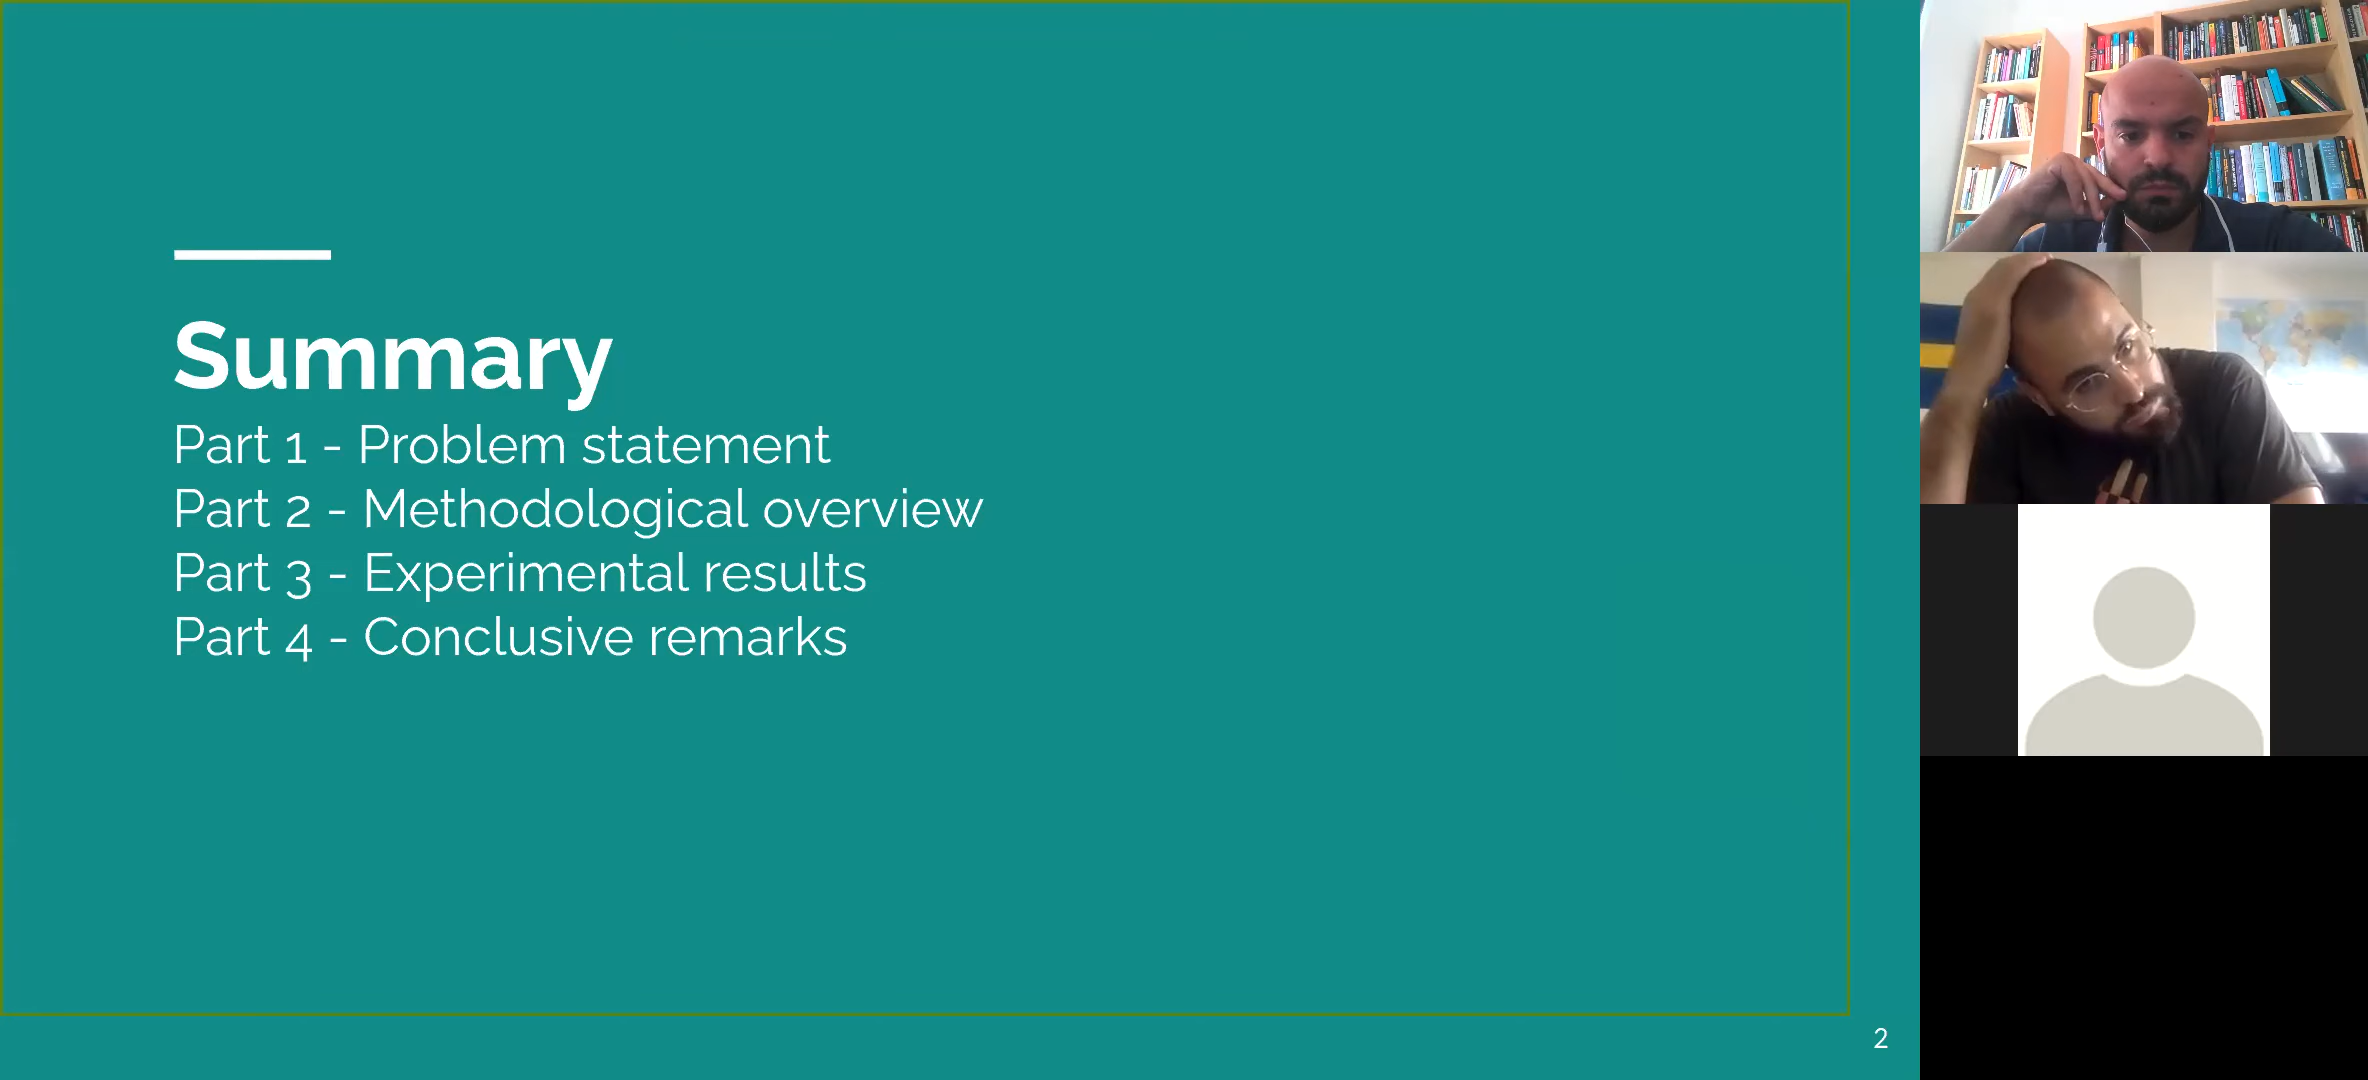 Summary
Part 1 - Problem statement
Part 2 - Methodological overview
Part 3 - Experimental results
Part 4 - Conclusive remarks
2